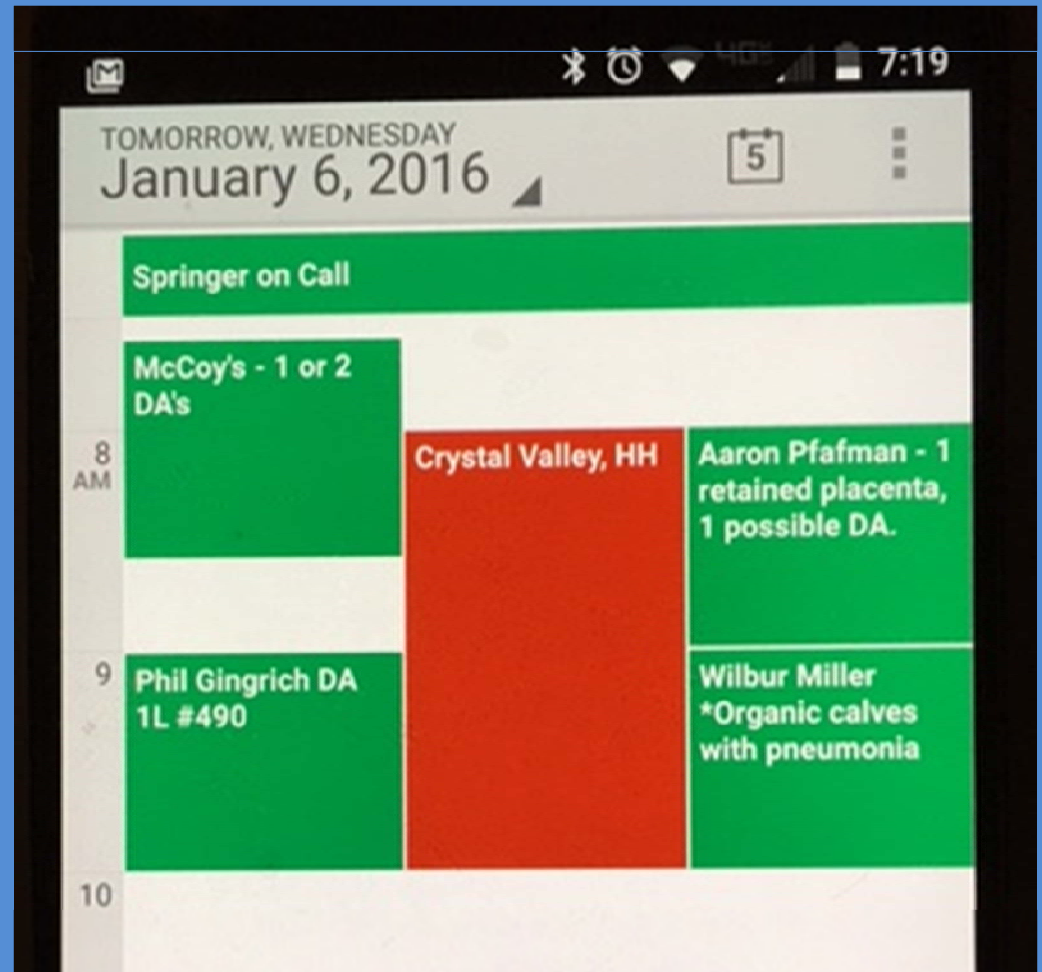 7:19
TOMORROW, WEDNESDAY
January 6, 2016
5
Springer on Call
McCoy's - 1 or 2
DA's
8
AM
Crystal Valley, HH
Aaron Pfafman - 1
retained placenta,
1 possible DA.
9
Phil Gingrich DA
1L #490
Wilbur Miller
*Organic calves
with pneumonia
10